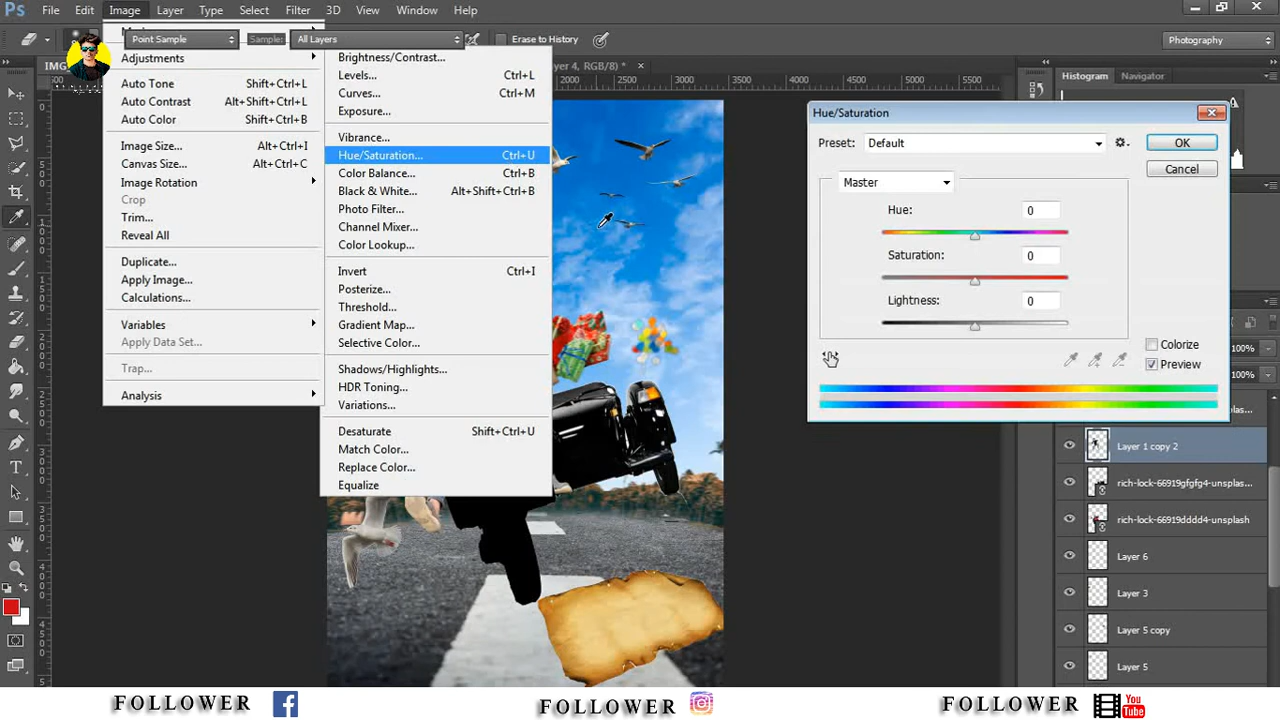 Ps File Edit Image Layer Type Select Filter 3D View Window Help
Point Sample Sample: All Layers Erase to History Photography
Adjustments
Auto Tone Shift+Ctrl+L
Auto Contrast Alt+Shift+Ctrl+L
Auto Color Shift+Ctrl+B
Image Size... Alt+Ctrl+I
Canvas Size... Alt+Ctrl+C
Image Rotation
Crop
Trim...
Reveal All
Duplicate...
Apply Image...
Calculations...
Variables
Apply Data Set...
Trap...
Analysis
Brightness/Contrast...
Levels... Ctrl+L
Curves... Ctrl+M
Exposure...
Vibrance...
Hue/Saturation... Ctrl+U
Color Balance... Ctrl+B
Black & White... Alt+Shift+Ctrl+B
Photo Filter...
Channel Mixer...
Color Lookup...
Invert Ctrl+I
Posterize...
Threshold...
Gradient Map...
Selective Color...
Shadows/Highlights...
HDR Toning...
Variations...
Desaturate Shift+Ctrl+U
Match Color...
Replace Color...
Equalize
yer 4, RGB/8) *
2000 2500 3000 3500 4000 4500 5000 5500
Histogram Navigator
Hue/Saturation
Preset: Default OK
Cancel
Master
Hue: 0
Saturation: 0
Lightness: 0
Colorize
Preview
100%
100%
Layer 1 copy 2
rich-lock-66919gfgfg4-unsplas...
rich-lock-66919dddd4-unsplash
Layer 6
Layer 3
Layer 5 copy
Layer 5
FOLLOWER FOLLOWER FOLLOWER You Tube